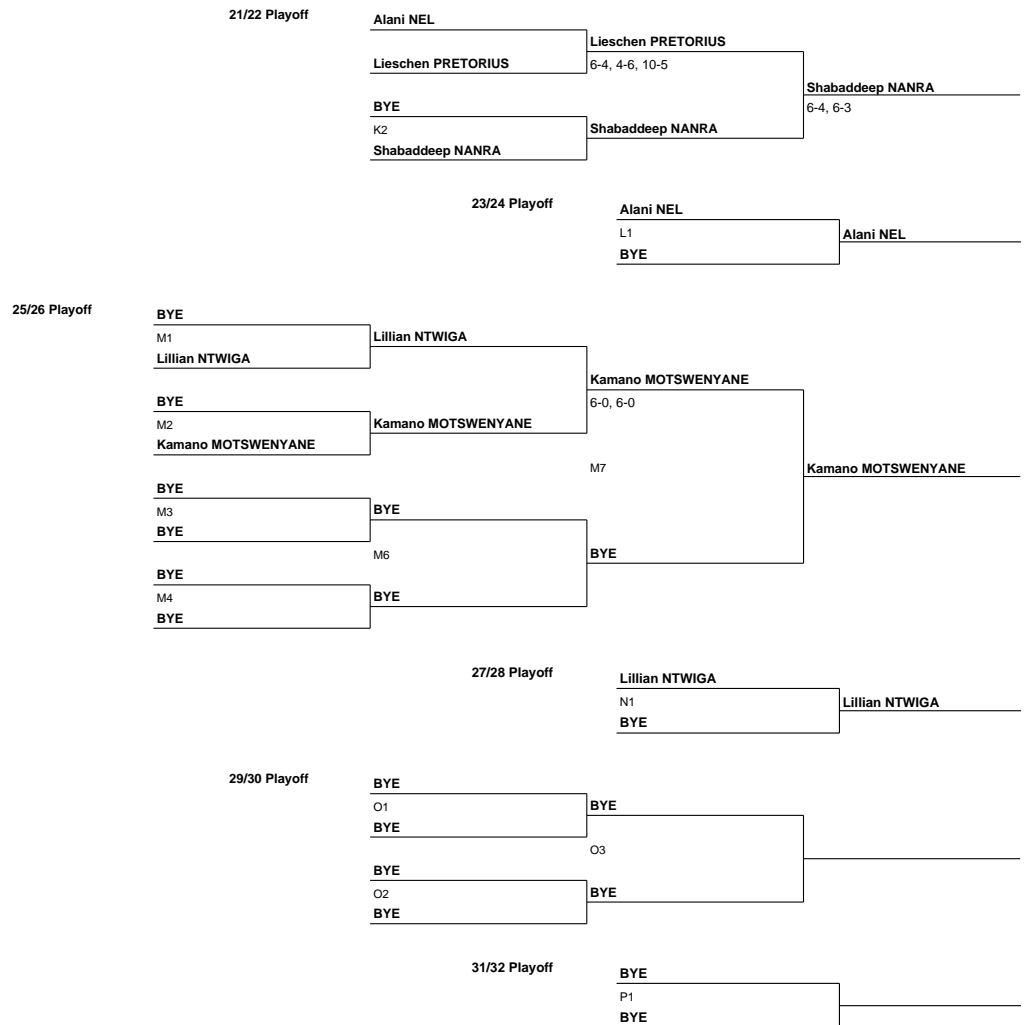 21/22 Playoff
Alani NEL
Lieschen PRETORIUS
Lieschen PRETORIUS
6-4, 4-6, 10-5
Shabaddeep NANRA
BYE
6-4, 6-3
K2
Shabaddeep NANRA
Shabaddeep NANRA
23/24 Playoff
Alani NEL
L1
Alani NEL
BYE
25/26 Playoff
BYE
M1
Lillian NTWIGA
Lillian NTWIGA
Kamano MOTSWENYANE
BYE
6-0, 6-0
M2
Kamano MOTSWENYANE
Kamano MOTSWENYANE
M7
Kamano MOTSWENYANE
BYE
M3
BYE
BYE
M6
BYE
BYE
M4
BYE
BYE
27/28 Playoff
Lillian NTWIGA
N1
Lillian NTWIGA
BYE
29/30 Playoff
BYE
O1
BYE
BYE
O3
BYE
O2
BYE
BYE
31/32 Playoff
BYE
P1
BYE